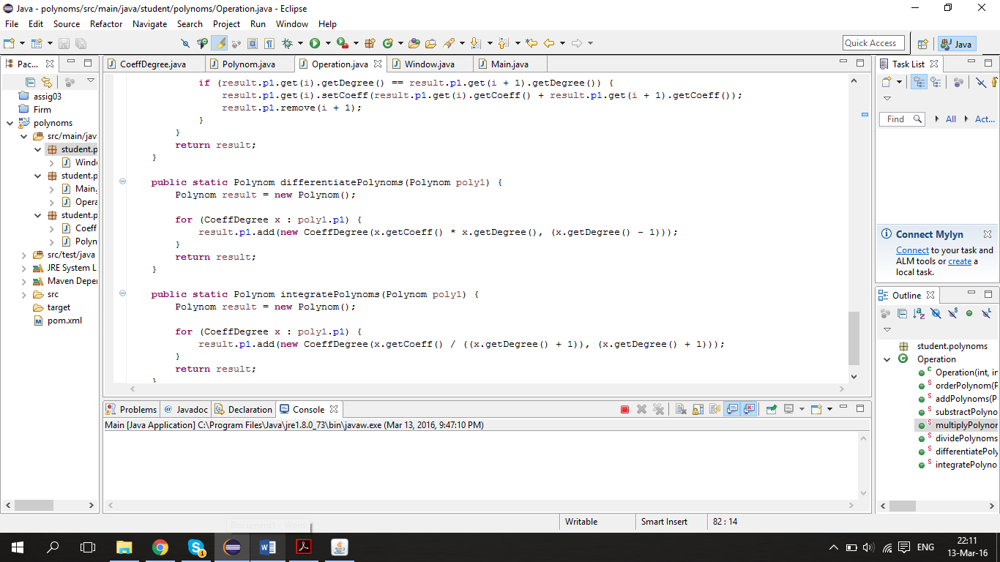 Java - polynoms/src/main/java/student/polynoms/Operation.java - Eclipse
File Edit Source Refactor Navigate Search Project Run Window Help
Quick Access
Java
Pac...
assig03
Firm
polynoms
src/main/jav
student.p
Windo
student.p
Main.
Opera
student.p
Coeff
Polyn
src/test/java
JRE System L
Maven Deper
src
target
pom.xml
CoeffDegree.java Polynom.java Operation.java Window.java Main.java
if (result.p1.get(i).getDegree() == result.p1.get(i + 1).getDegree()) {
result.p1.get(i).setCoeff(result.p1.get(i).getCoeff() + result.p1.get(i + 1).getCoeff());
result.p1.remove(i + 1);
}
}
return result;
}
public static Polynom differentiatePolynoms(Polynom poly1) {
Polynom result = new Polynom();
for (CoeffDegree x : poly1.p1) {
result.p1.add(new CoeffDegree(x.getCoeff() * x.getDegree(), (x.getDegree() - 1)));
}
return result;
}
public static Polynom integratePolynoms(Polynom poly1) {
Polynom result = new Polynom();
for (CoeffDegree x : poly1.p1) {
result.p1.add(new CoeffDegree(x.getCoeff() / ((x.getDegree() + 1)), (x.getDegree() + 1)));
}
return result;
}
Problems @ Javadoc Declaration Console
Main [Java Application] C:\Program Files\Java\jre1.8.0_73\bin\javaw.exe (Mar 13, 2016, 9:47:10 PM)
Task List
Find All Act...
Connect Mylyn
Connect to your task and
ALM tools or create a
local task.
Outline
student.polynoms
Operation
Operation(int, in
orderPolynom(P
addPolynoms(P
substractPolyno
multiplyPolynor
dividePolynoms
differentiatePoly
integratePolyno
Document1 - Word
Writable Smart Insert 82 : 14
ENG
22:11
13-Mar-16